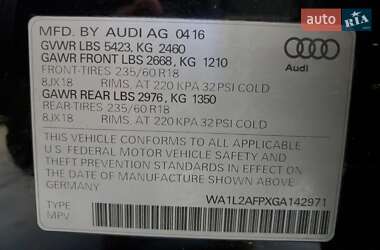 auto RIA
MFD. BY AUDI AG 04 16
GVWR LBS 5423, KG 2460
GAWR FRONT LBS 2668, KG 1210
FRONT-TIRES 235/60 R18
8JX18 RIMS. AT 220 KPA 32 PSI COLD
GAWR REAR LBS 2976, KG 1350
REAR-TIRES 235/60 R18
8JX18 RIMS, AT 220 KPA 32 PSI COLD
Audi
THIS VEHICLE CONFORMS TO ALL APPLICABLE
U.S FEDERAL MOTOR VEHICLE SAFETY AND
THEFT PREVENTION STANDARDS IN EFFECT ON
THE DATE OF MANUFACTURE SHOWN ABOVE.
GERMANY
WA1L2AFPXGA142971
TYPE:
MPV